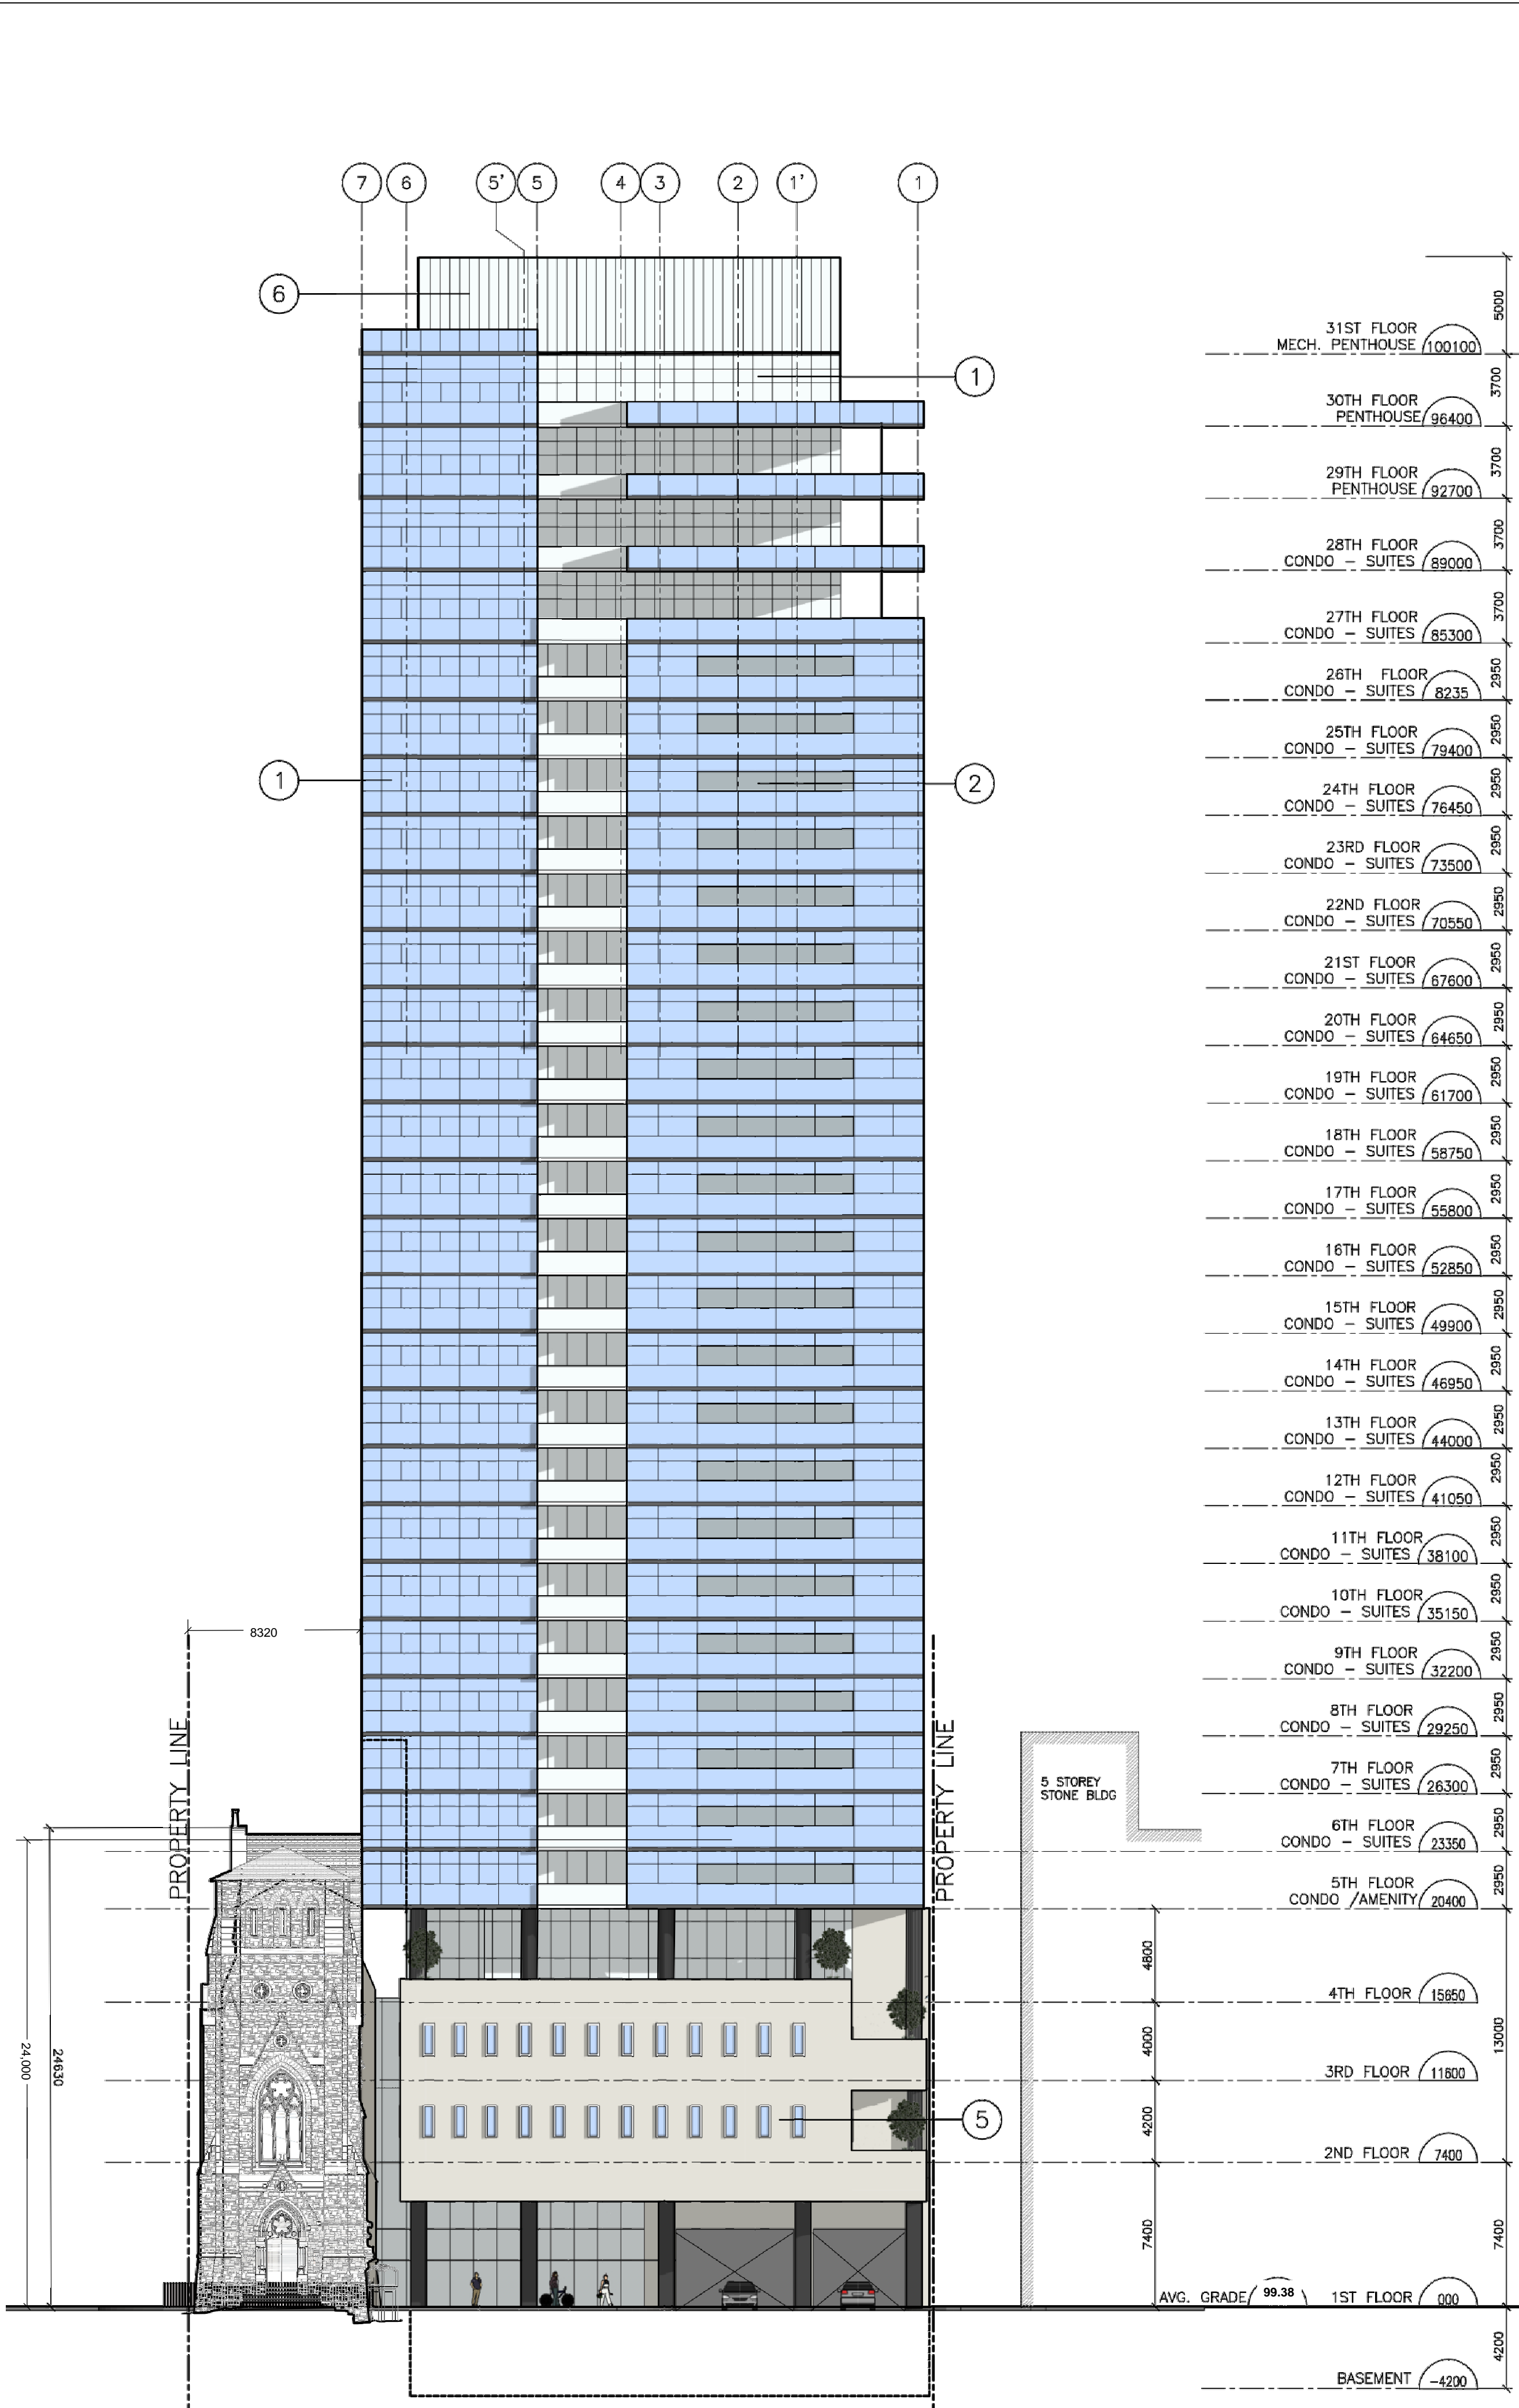 7 6 5' 5 4 3 2 1' 1
6
5000
31ST FLOOR
MECH. PENTHOUSE 100100
1
3700
30TH FLOOR
PENTHOUSE 96400
3700
29TH FLOOR
PENTHOUSE 92700
3700
28TH FLOOR
CONDO – SUITES 89000
3700
27TH FLOOR
CONDO – SUITES 85300
2950
26TH FLOOR
CONDO – SUITES 8235
2950
25TH FLOOR
CONDO – SUITES 79400
1
2
2950
24TH FLOOR
CONDO – SUITES 76450
2950
23RD FLOOR
CONDO – SUITES 73500
2950
22ND FLOOR
CONDO – SUITES 70550
2950
21ST FLOOR
CONDO – SUITES 67600
2950
20TH FLOOR
CONDO – SUITES 64650
2950
19TH FLOOR
CONDO – SUITES 61700
2950
18TH FLOOR
CONDO – SUITES 58750
2950
17TH FLOOR
CONDO – SUITES 55800
2950
16TH FLOOR
CONDO – SUITES 52850
2950
15TH FLOOR
CONDO – SUITES 49900
2950
14TH FLOOR
CONDO – SUITES 46950
2950
13TH FLOOR
CONDO – SUITES 44000
2950
12TH FLOOR
CONDO – SUITES 41050
2950
11TH FLOOR
CONDO – SUITES 38100
2950
10TH FLOOR
CONDO – SUITES 35150
8320
2950
9TH FLOOR
CONDO – SUITES 32200
2950
8TH FLOOR
CONDO – SUITES 29250
PROPERTY LINE
PROPERTY LINE
5 STOREY
STONE BLDG
2950
7TH FLOOR
CONDO – SUITES 26300
2950
6TH FLOOR
CONDO – SUITES 23350
2950
5TH FLOOR
CONDO /AMENITY 20400
4800
4TH FLOOR 15650
4000
13000
24,000
24630
3RD FLOOR 11600
4200
5
2ND FLOOR 7400
7400
7400
AVG. GRADE 99.38 1ST FLOOR 000
4200
BASEMENT -4200